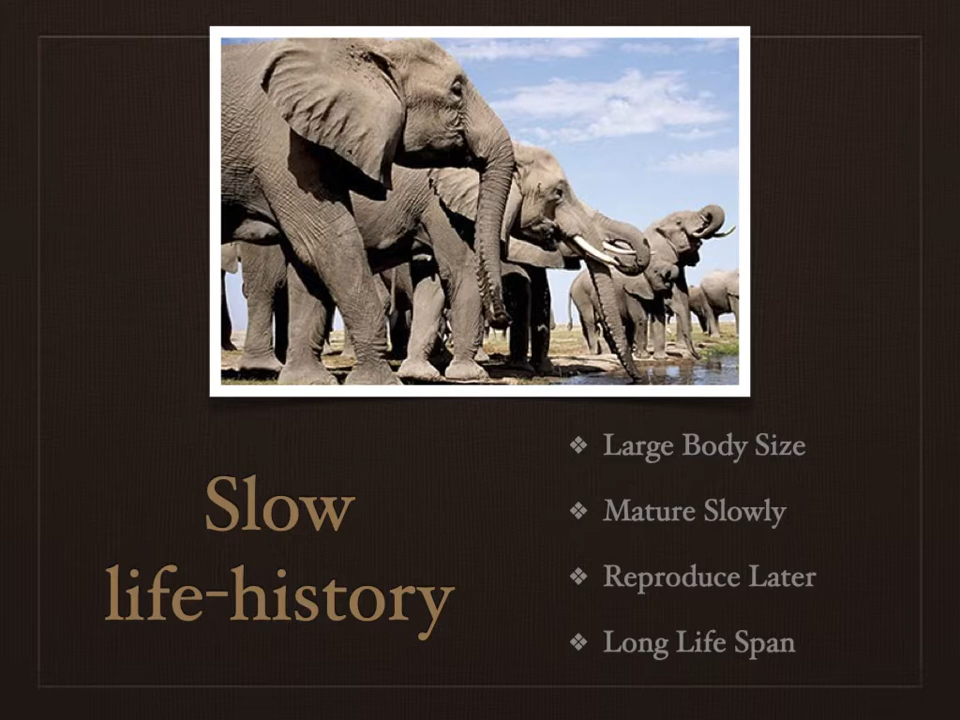 Slow
life-history
❖ Large Body Size
❖ Mature Slowly
❖ Reproduce Later
❖ Long Life Span